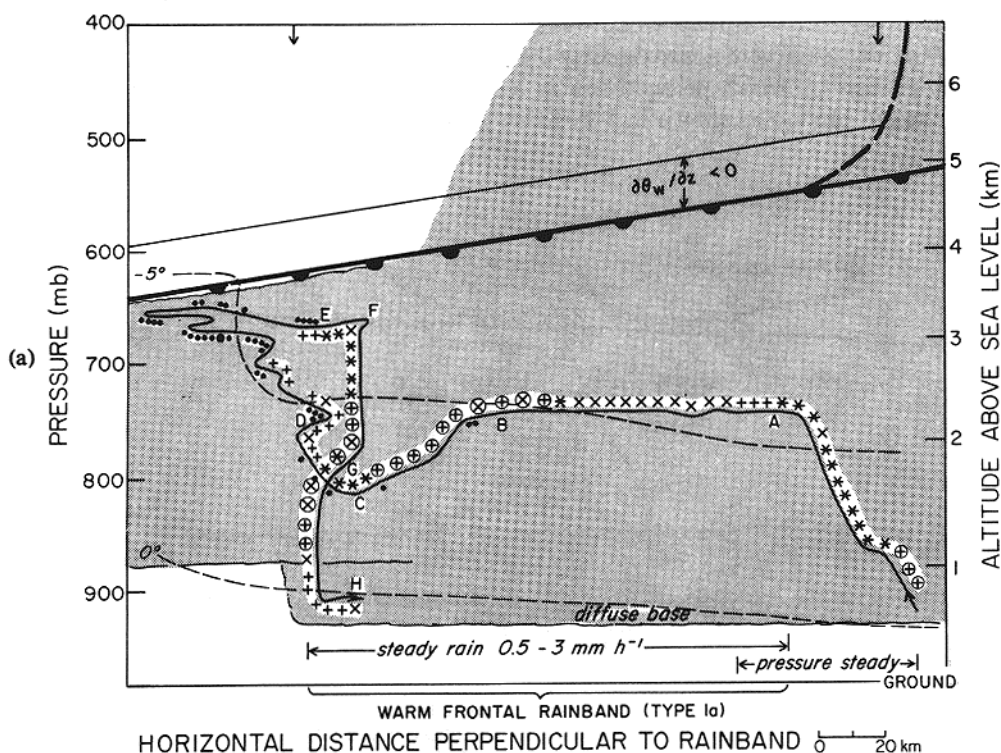 400
500
600
700
800
900
PRESSURE (mb)
(a)
6
5
4
3
2
1
ALTITUDE ABOVE SEA LEVEL (km)
∂θw/∂z < 0
-5°
E
F
D
B
A
G
C
0°
H
diffuse base
steady rain 0.5 - 3 mm h⁻¹
pressure steady
GROUND
WARM FRONTAL RAINBAND (TYPE 1a)
HORIZONTAL DISTANCE PERPENDICULAR TO RAINBAND
0 20 km